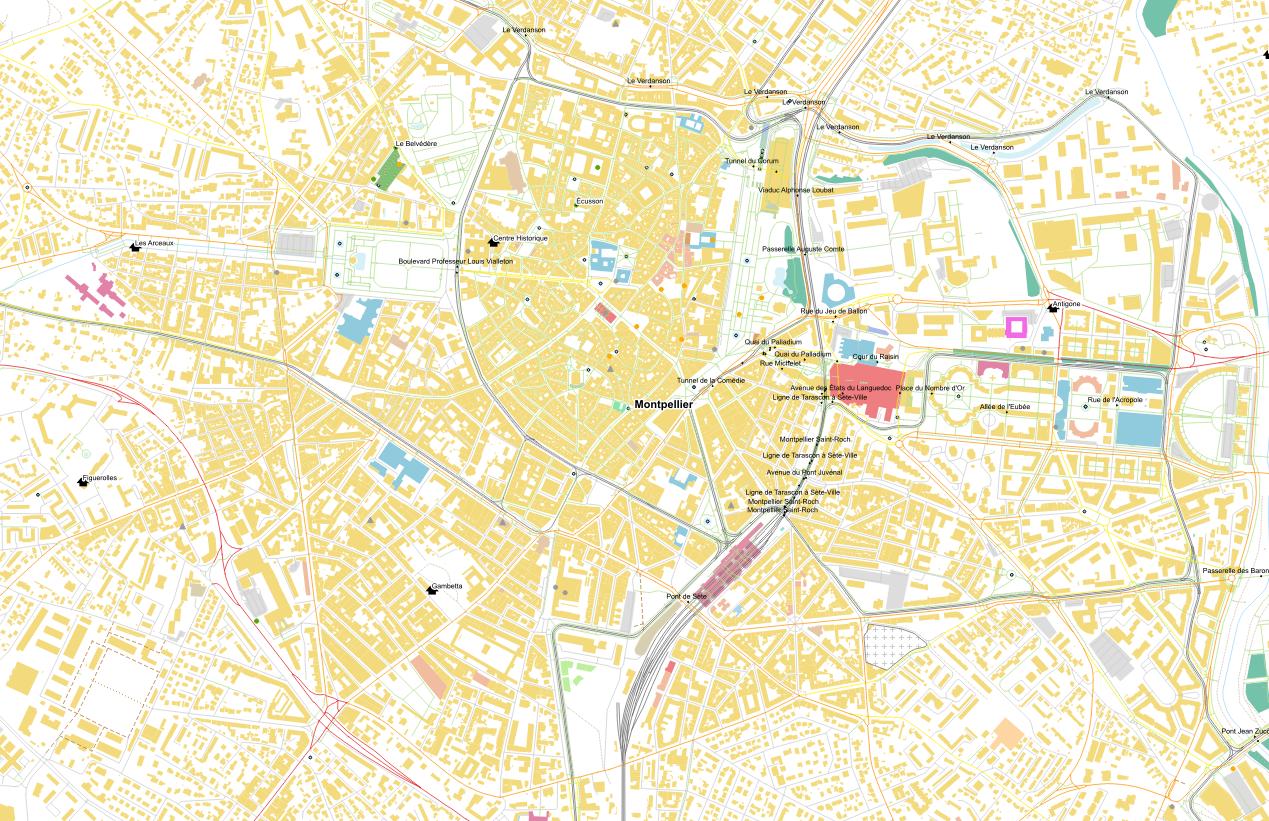 Le Verdanson
Le Verdanson
Le Verdanson
Le Verdanson
Le Verdanson
Le Verdanson
Le Verdanson
Le Verdanson
Le Belvédère
Tunnel du Corum
Viaduc Alphonse Loubat
Écusson
Les Arceaux
Centre Historique
Passerelle Auguste Comte
Boulevard Professeur Louis Vialleton
Antigone
Rue du Jeu de Ballon
Quai du Palladium
Quai du Palladium
Cœur du Raisin
Rue Michelet
Tunnel de la Comédie
Avenue des États du Languedoc
Place du Nombre d'Or
Ligne de Tarascon à Sète-Ville
Rue de l'Acropole
Montpellier
Allée de l'Eubée
Montpellier Saint-Roch
Ligne de Tarascon à Sète-Ville
Avenue du Pont Juvénal
Figuerolles
Ligne de Tarascon à Sète-Ville
Montpellier Saint-Roch
Montpellier Saint-Roch
Passerelle des Baron
Gambetta
Pont de Sète
Pont Jean Zucc